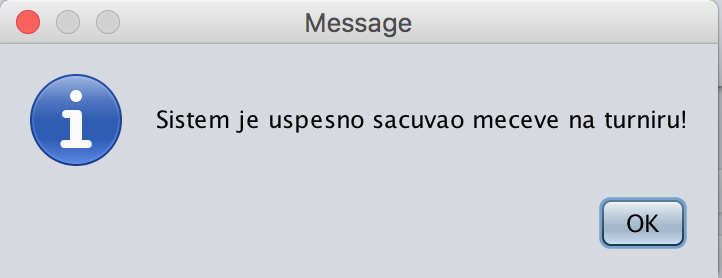 Message
Sistem je uspesno sacuvao meceve na turniru!
OK